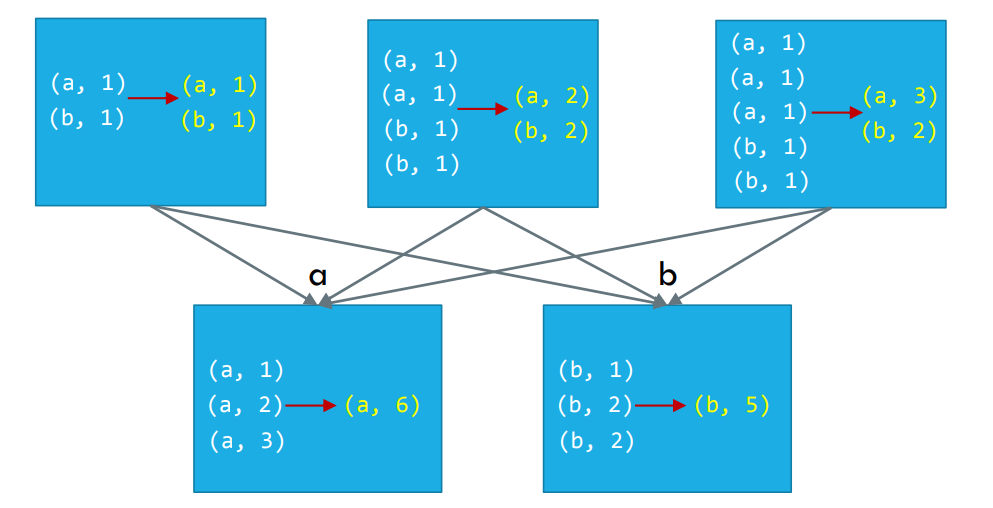 (a, 1)
(b, 1)
(a, 1)
(b, 1)
(a, 1)
(a, 1)
(b, 1)
(b, 1)
(a, 2)
(b, 2)
(a, 1)
(a, 1)
(a, 1)
(b, 1)
(b, 1)
(a, 3)
(b, 2)
a
b
(a, 1)
(a, 2)
(a, 3)
(a, 6)
(b, 1)
(b, 2)
(b, 2)
(b, 5)